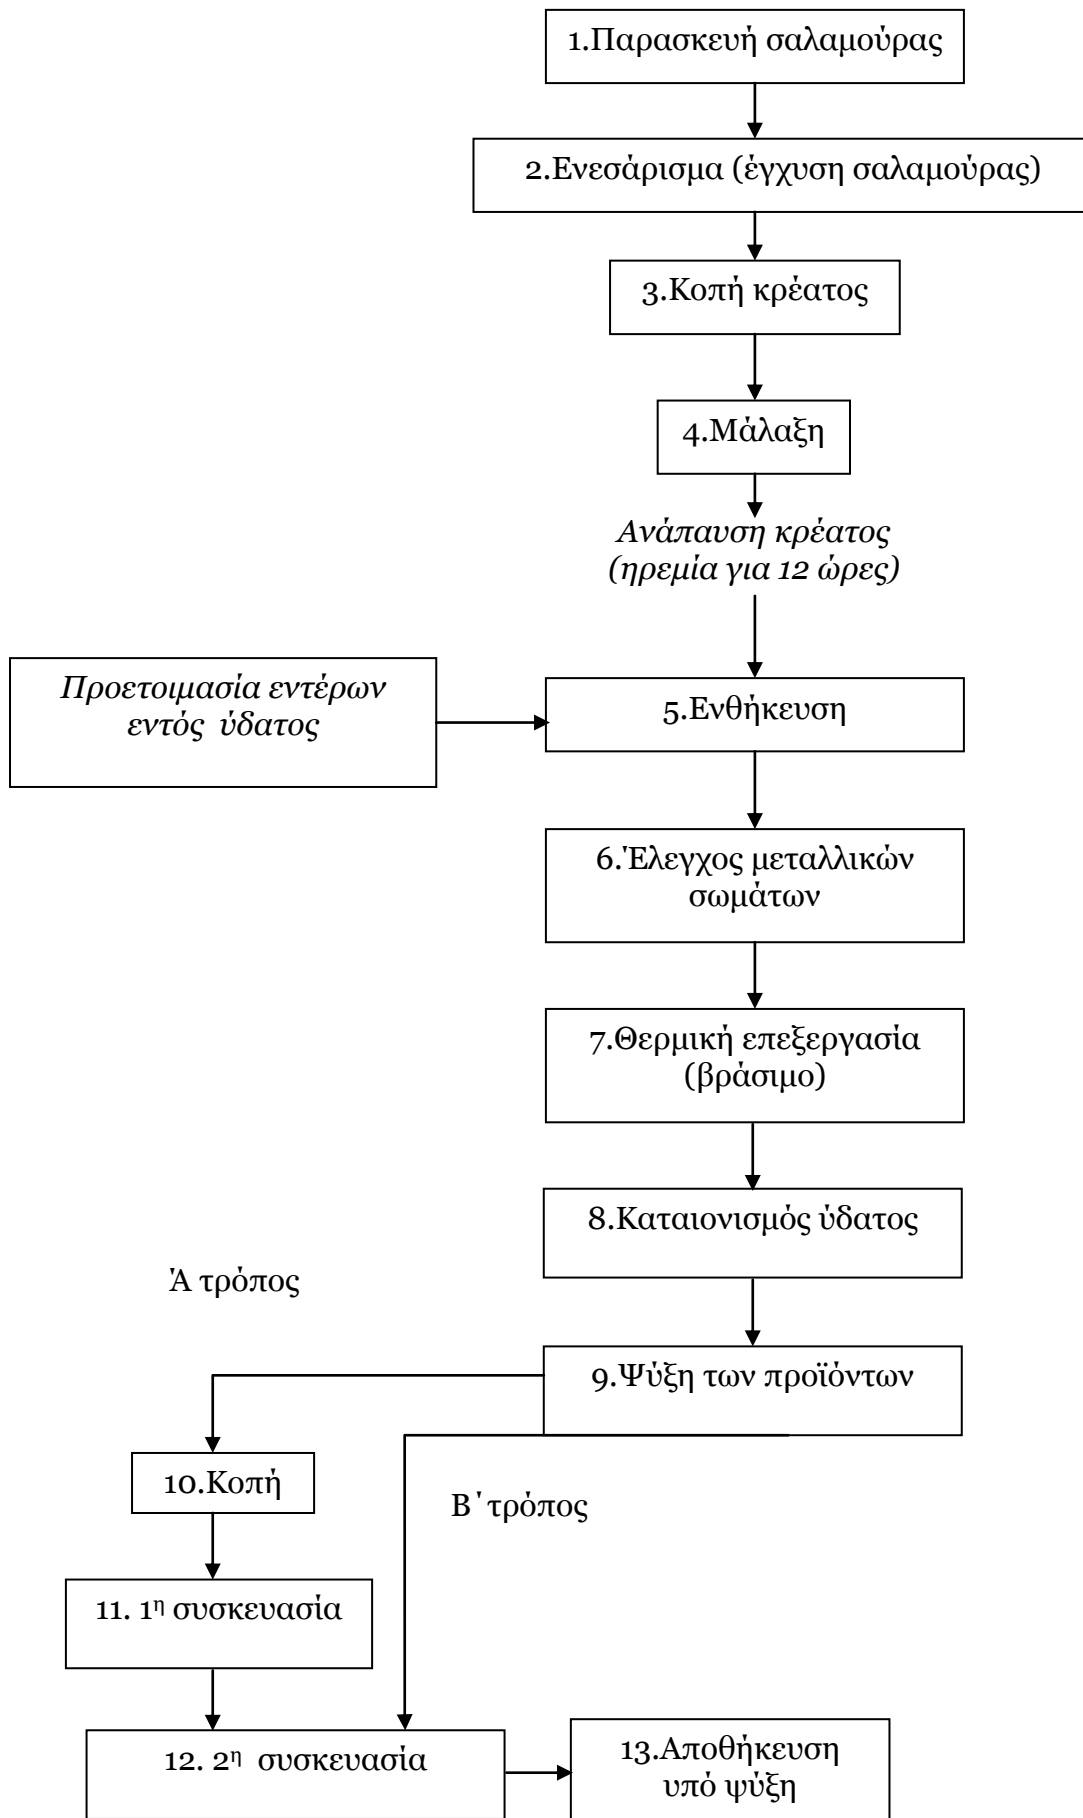 1.Παρασκευή σαλαμούρας
2.Ενεσάρισμα (έγχυση σαλαμούρας)
3.Κοπή κρέατος
4.Μάλαξη
Ανάπαυση κρέατος
(ηρεμία για 12 ώρες)
Προετοιμασία εντέρων
εντός ύδατος
5.Ενθήκευση
6.Έλεγχος μεταλλικών
σωμάτων
7.Θερμική επεξεργασία
(βράσιμο)
8.Καταιονισμός ύδατος
Ά τρόπος
9.Ψύξη των προϊόντων
10.Κοπή
Β΄ τρόπος
11. 1η συσκευασία
12. 2η συσκευασία
13.Αποθήκευση
υπό ψύξη